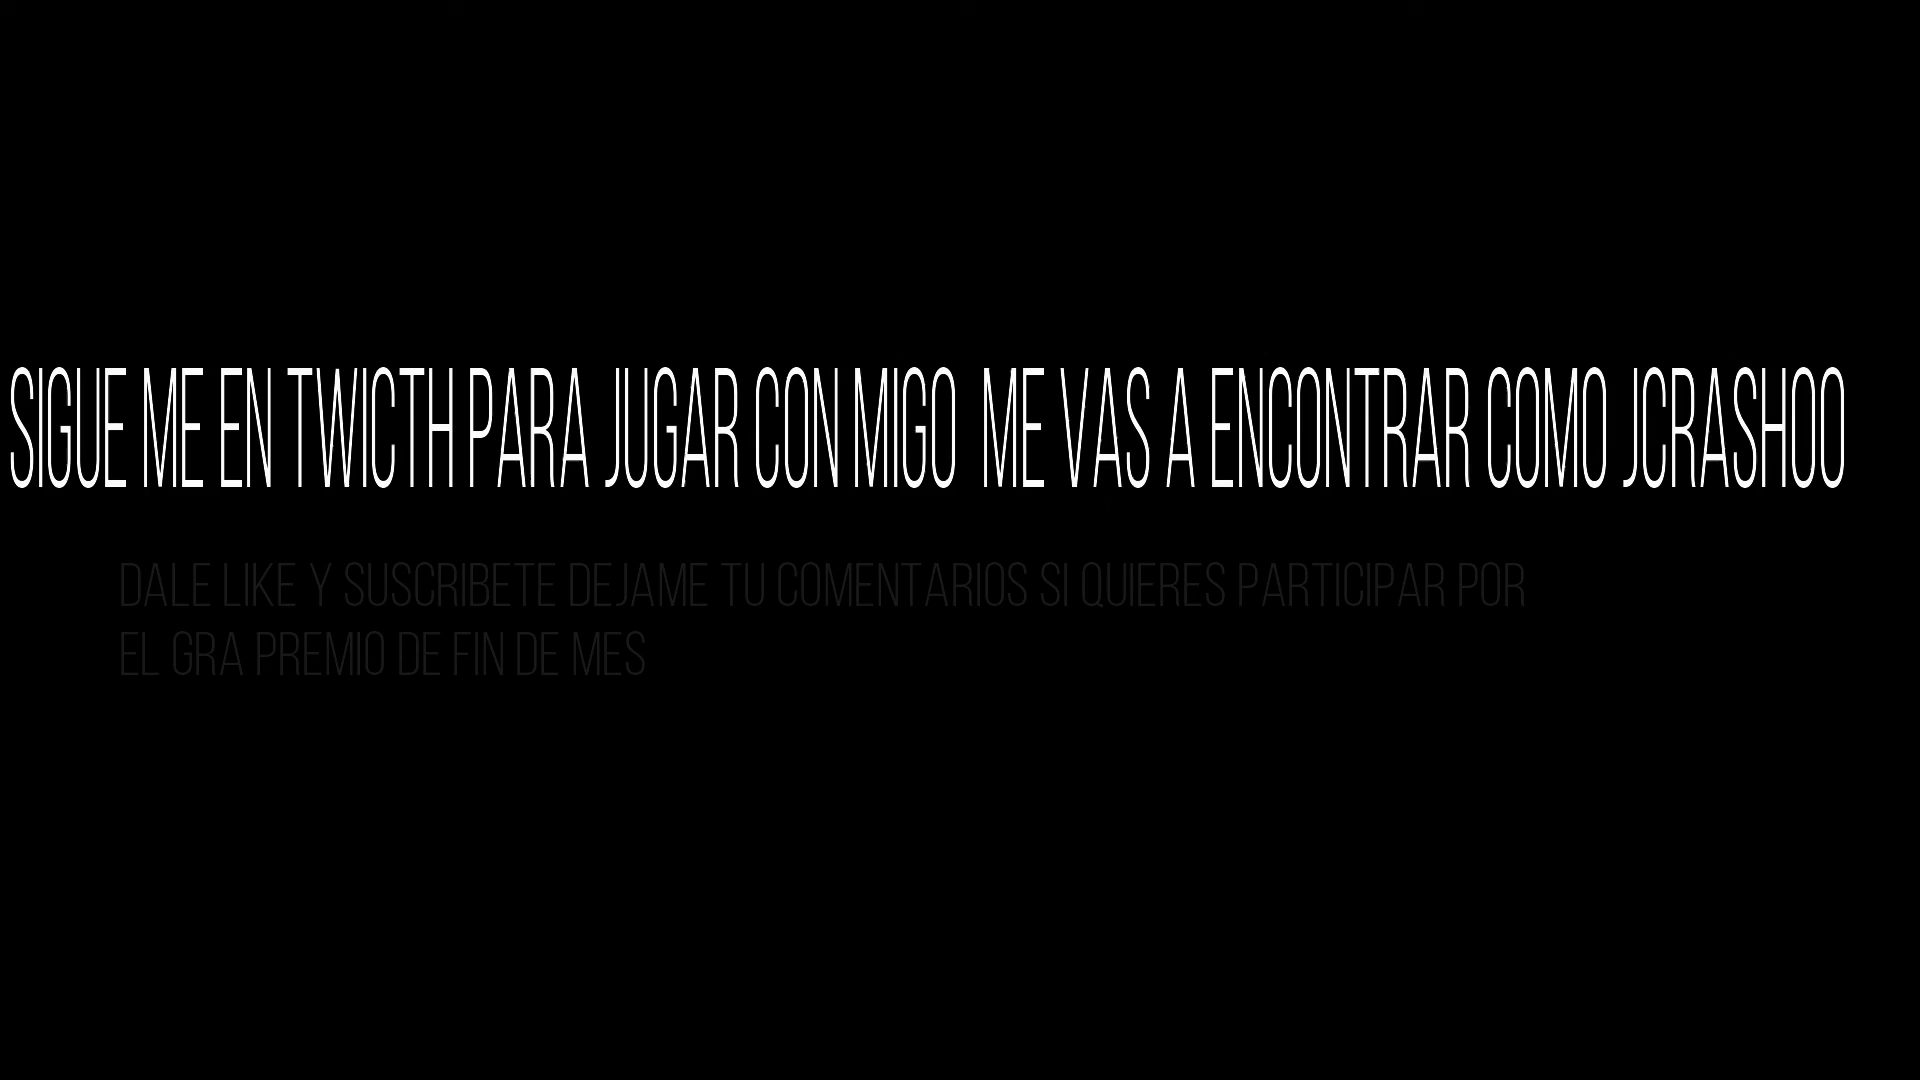 SIGUE ME EN TWICTH PARA JUGAR CON MIGO  ME VAS A ENCONTRAR COMO JCRASHOO
DALE LIKE Y SUSCRIBETE DEJAME TU COMENTARIOS SI QUIERES PARTICIPAR POR
EL GRA PREMIO DE FIN DE MES